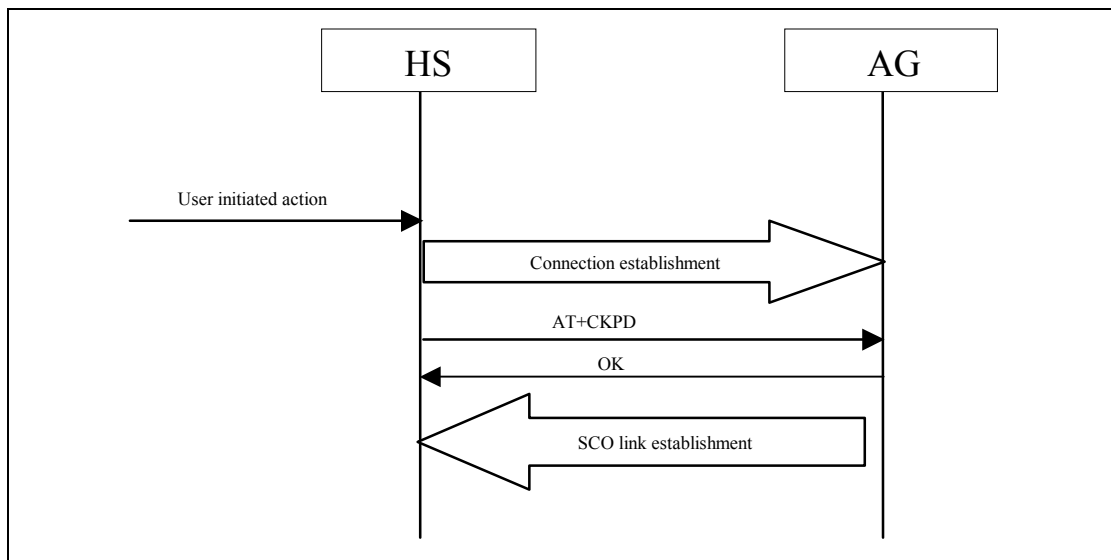 HS
AG
User initiated action
Connection establishment
AT+CKPD
OK
SCO link establishment